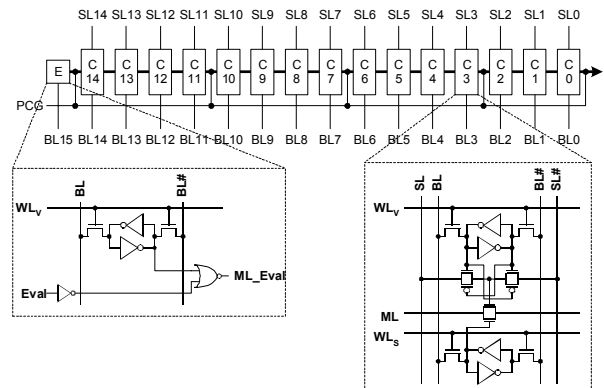 SL14 SL13 SL12 SL11 SL10 SL9 SL8 SL7 SL6 SL5 SL4 SL3 SL2 SL1 SL0
E C 14 C 13 C 12 C 11 C 10 C 9 C 8 C 7 C 6 C 5 C 4 C 3 C 2 C 1 C 0
PCG
BL15 BL14 BL13 BL12 BL11 BL10 BL9 BL8 BL7 BL6 BL5 BL4 BL3 BL2 BL1 BL0
BL BL#
WLV
ML_Eval
Eval
SL BL BL# SL#
WLV
ML
WLS